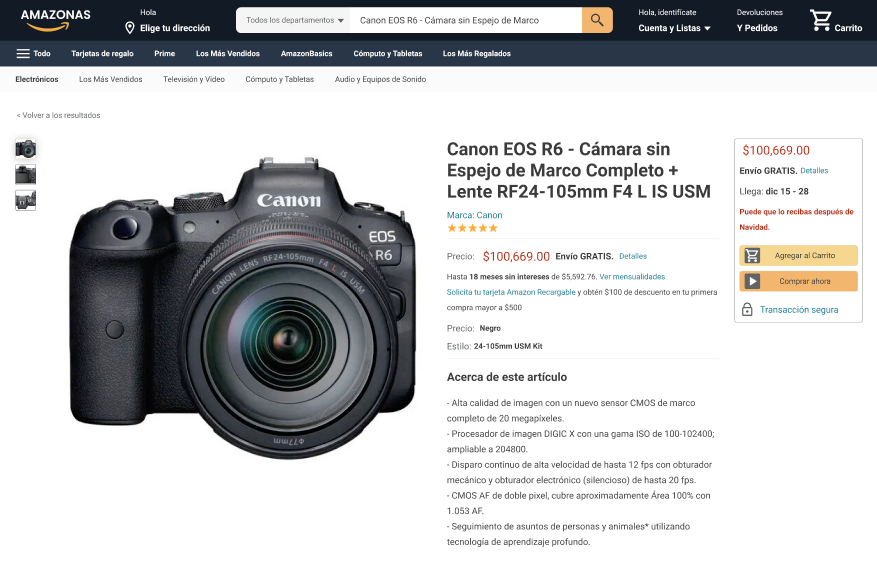 AMAZONAS
Hola
Elige tu dirección
Todos los departamentos
Canon EOS R6 - Cámara sin Espejo de Marco
Hola, identifícate
Cuenta y Listas
Devoluciones
Y Pedidos
Carrito
Todo
Tarjetas de regalo
Prime
Los Más Vendidos
AmazonBasics
Cómputo y Tabletas
Los Más Regalados
Electrónicos
Los Más Vendidos
Televisión y Video
Cómputo y Tabletas
Audio y Equipos de Sonido
< Volver a los resultados
Canon
EOS
R6
CANON LENS RF24-105mm F4 L IS USM
Φ77mm
Canon EOS R6 - Cámara sin
Espejo de Marco Completo +
Lente RF24-105mm F4 L IS USM
Marca: Canon
Precio: $100,669.00 Envío GRATIS. Detalles
Hasta 18 meses sin intereses de $5,592.76. Ver mensualidades
Solicita tu tarjeta Amazon Recargable y obtén $100 de descuento en tu primera
compra mayor a $500
Precio: Negro
Estilo: 24-105mm USM Kit
Acerca de este artículo
- Alta calidad de imagen con un nuevo sensor CMOS de marco
completo de 20 megapíxeles.
- Procesador de imagen DIGIC X con una gama ISO de 100-102400;
ampliable a 204800.
- Disparo continuo de alta velocidad de hasta 12 fps con obturador
mecánico y obturador electrónico (silencioso) de hasta 20 fps.
- CMOS AF de doble pixel, cubre aproximadamente Área 100% con
1.053 AF.
- Seguimiento de asuntos de personas y animales* utilizando
tecnología de aprendizaje profundo.
$100,669.00
Envío GRATIS. Detalles
Llega: dic 15 - 28
Puede que lo recibas después de
Navidad.
Agregar al Carrito
Comprar ahora
Transacción segura